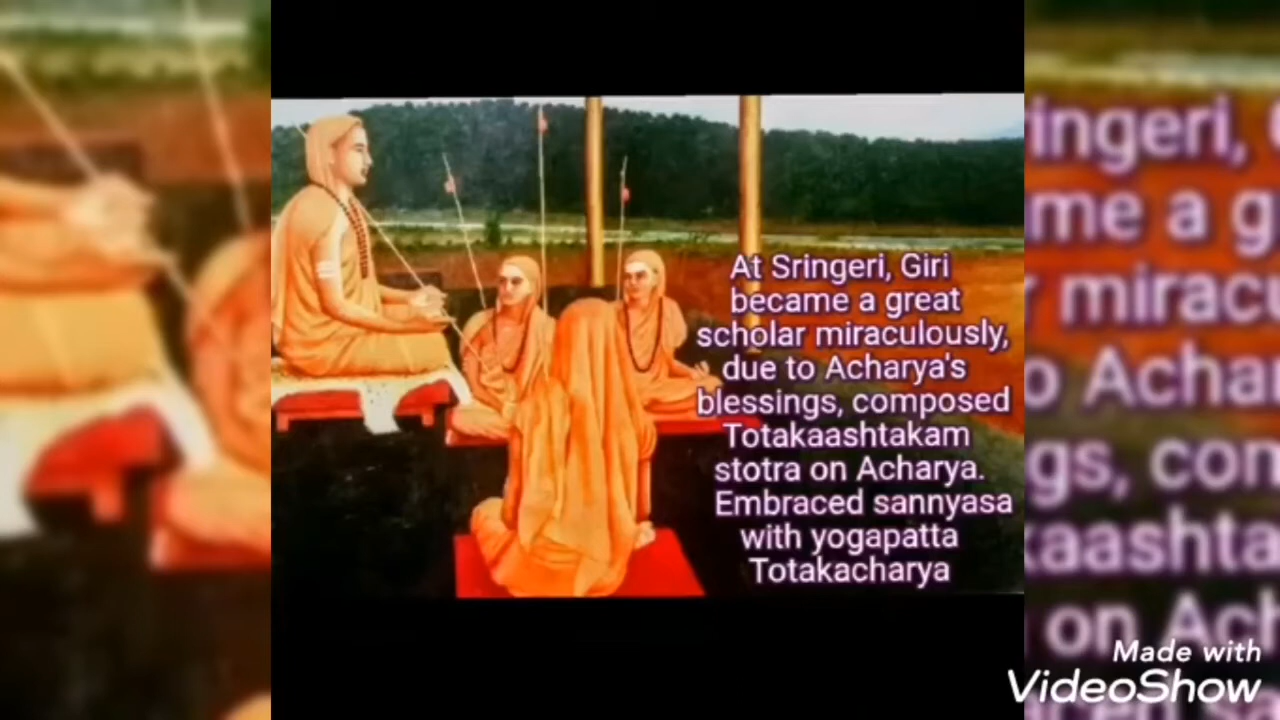 At Sringeri, Giri
became a great
scholar miraculously,
due to Acharya's
blessings, composed
Totakaashtakam
stotra on Acharya.
Embraced sannyasa
with yogapatta
Totakacharya
Made with
VideoShow